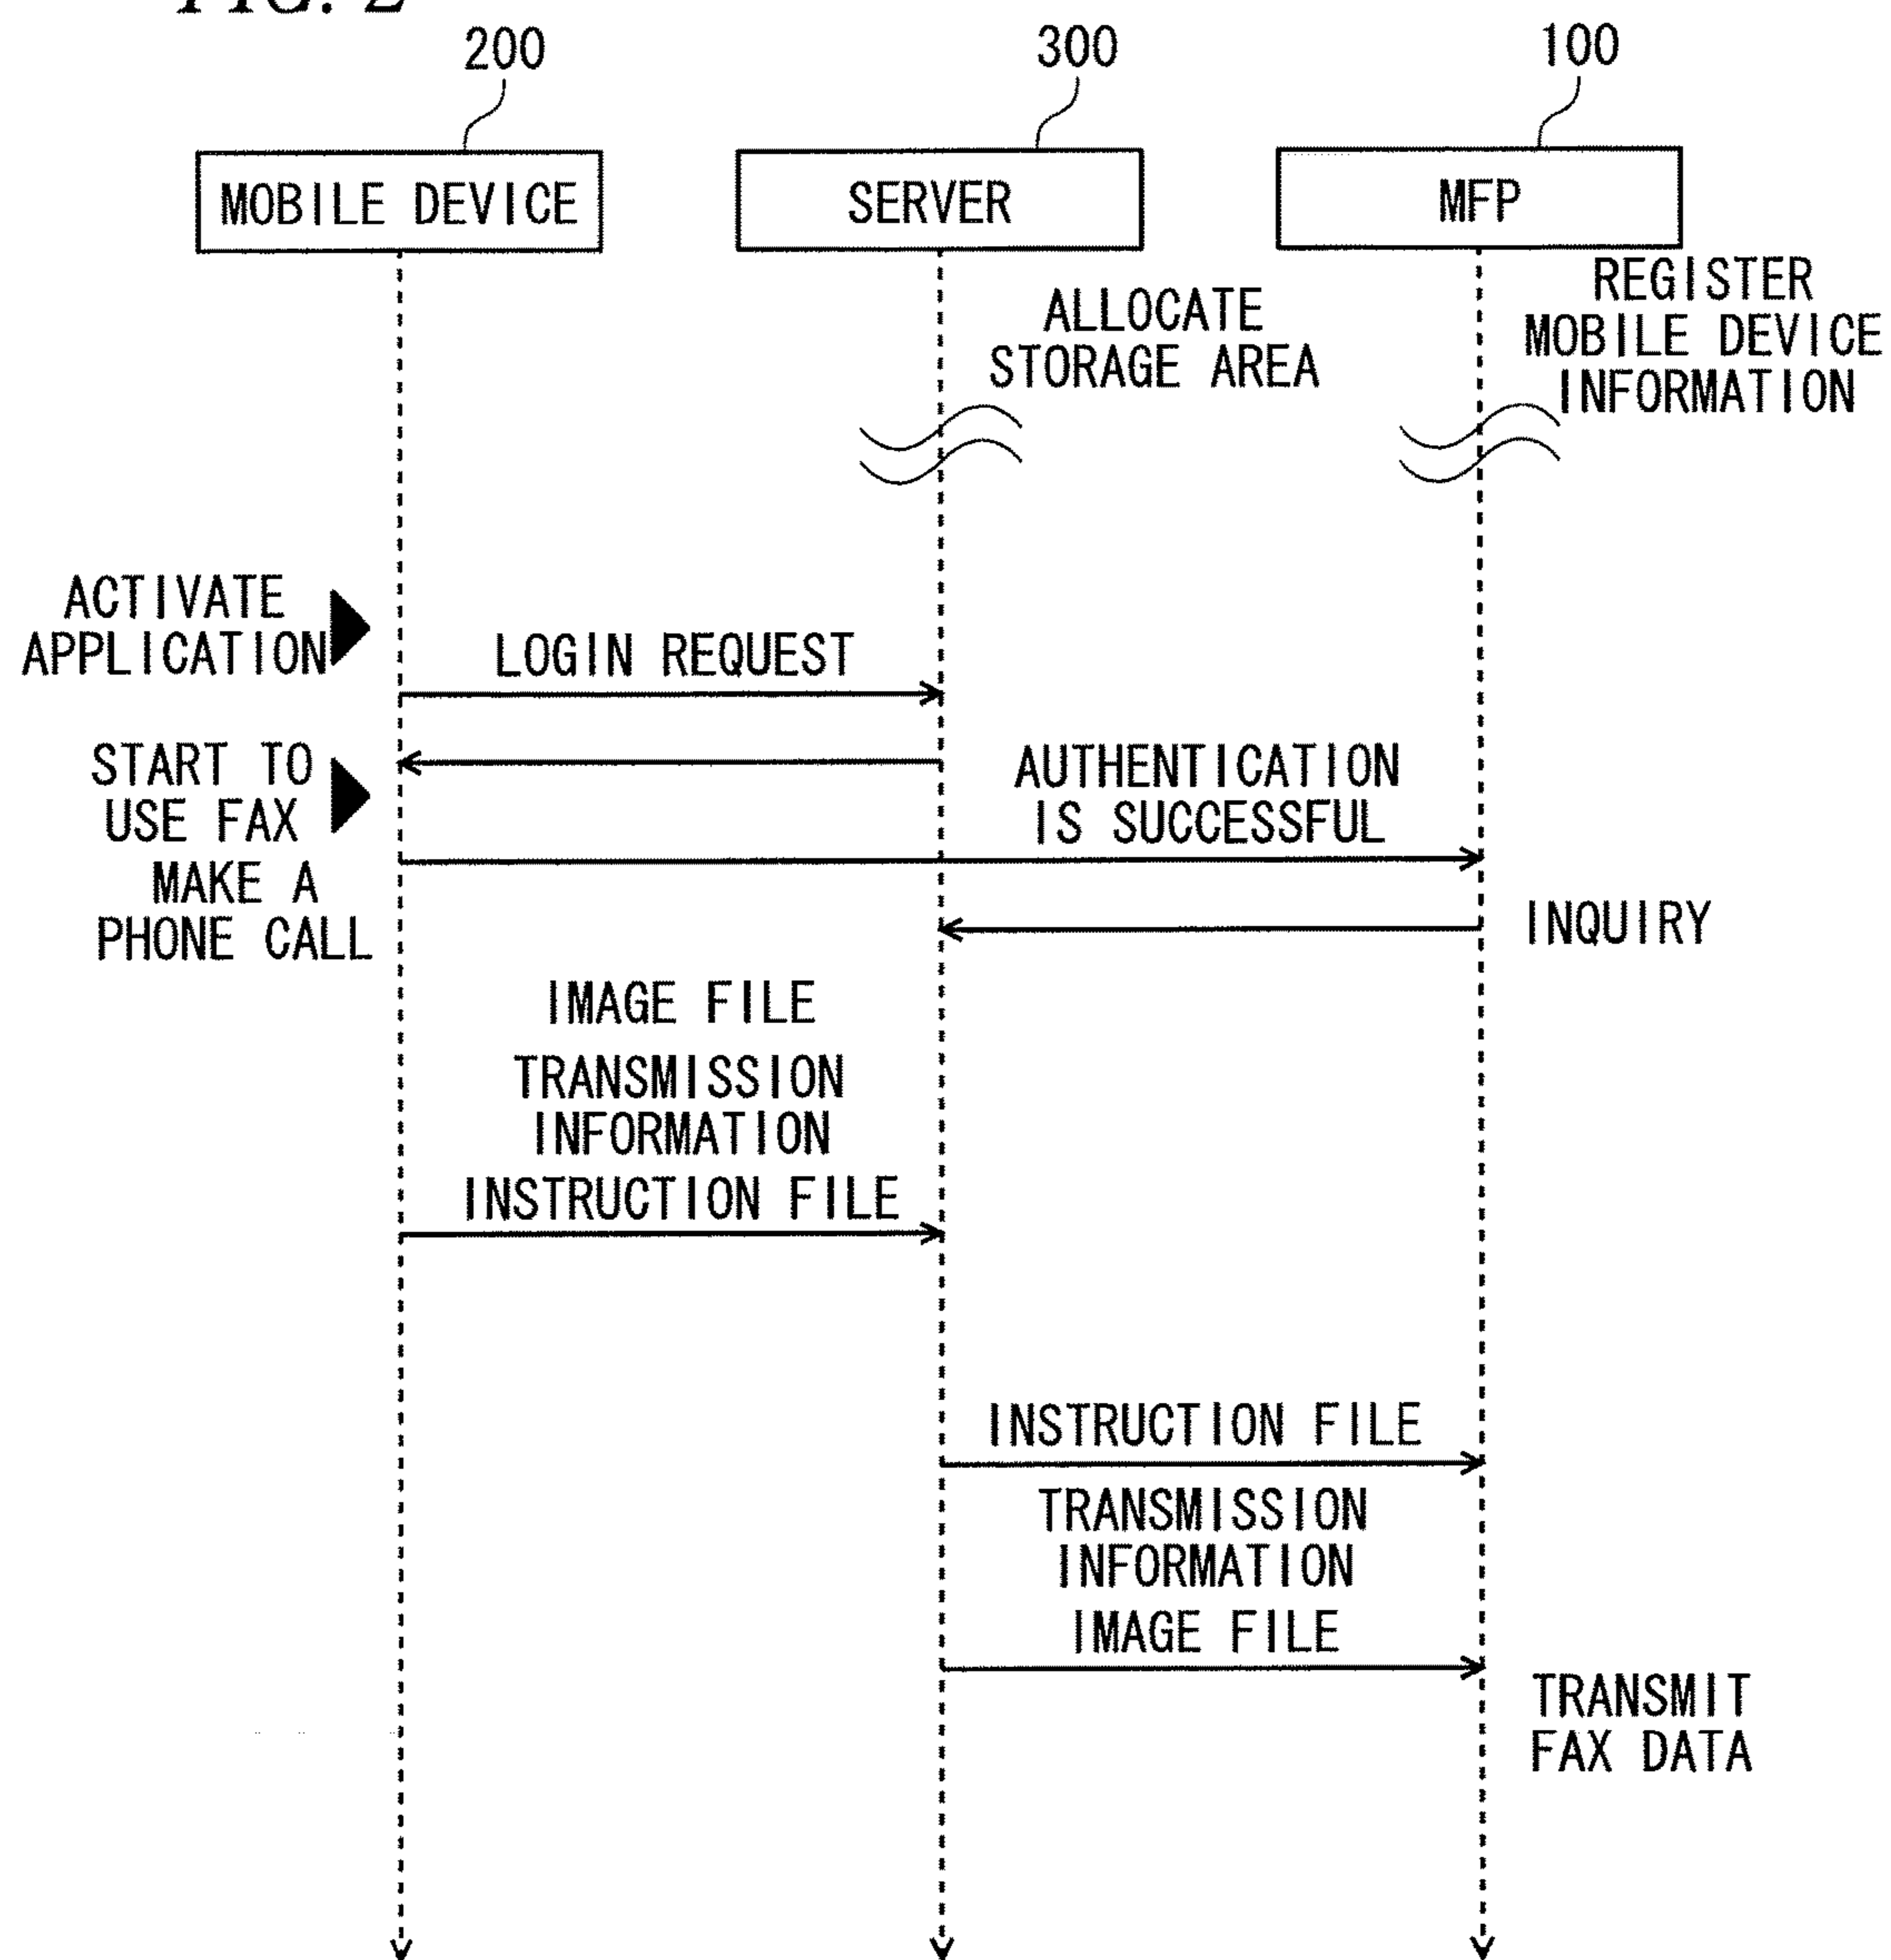 FIG. 2
200
300
100
MOBILE DEVICE
SERVER
MFP
ALLOCATE
STORAGE AREA
REGISTER
MOBILE DEVICE
INFORMATION
ACTIVATE
APPLICATION
LOGIN REQUEST
START TO
USE FAX
AUTHENTICATION
IS SUCCESSFUL
MAKE A
PHONE CALL
INQUIRY
IMAGE FILE
TRANSMISSION
INFORMATION
INSTRUCTION FILE
INSTRUCTION FILE
TRANSMISSION
INFORMATION
IMAGE FILE
TRANSMIT
FAX DATA